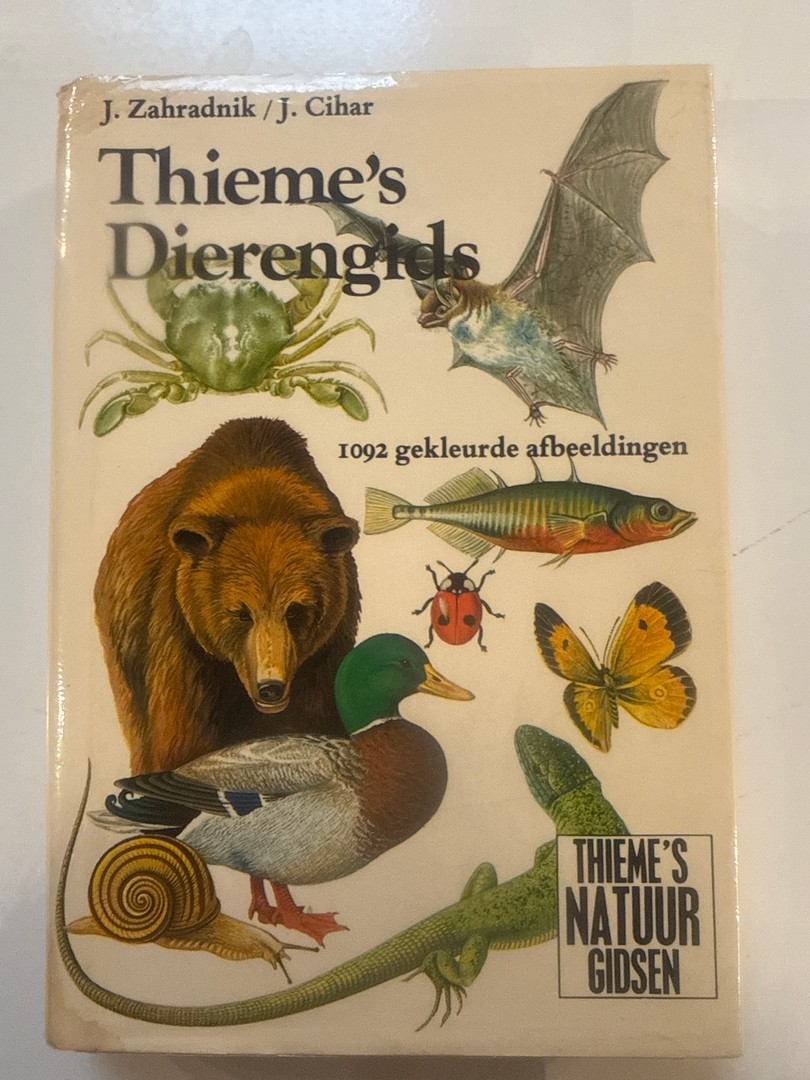 J. Zahradnik / J. Cihar
Thieme's
Dierengids
1092 gekleurde afbeeldingen
THIEME'S
NATUUR
GIDSEN